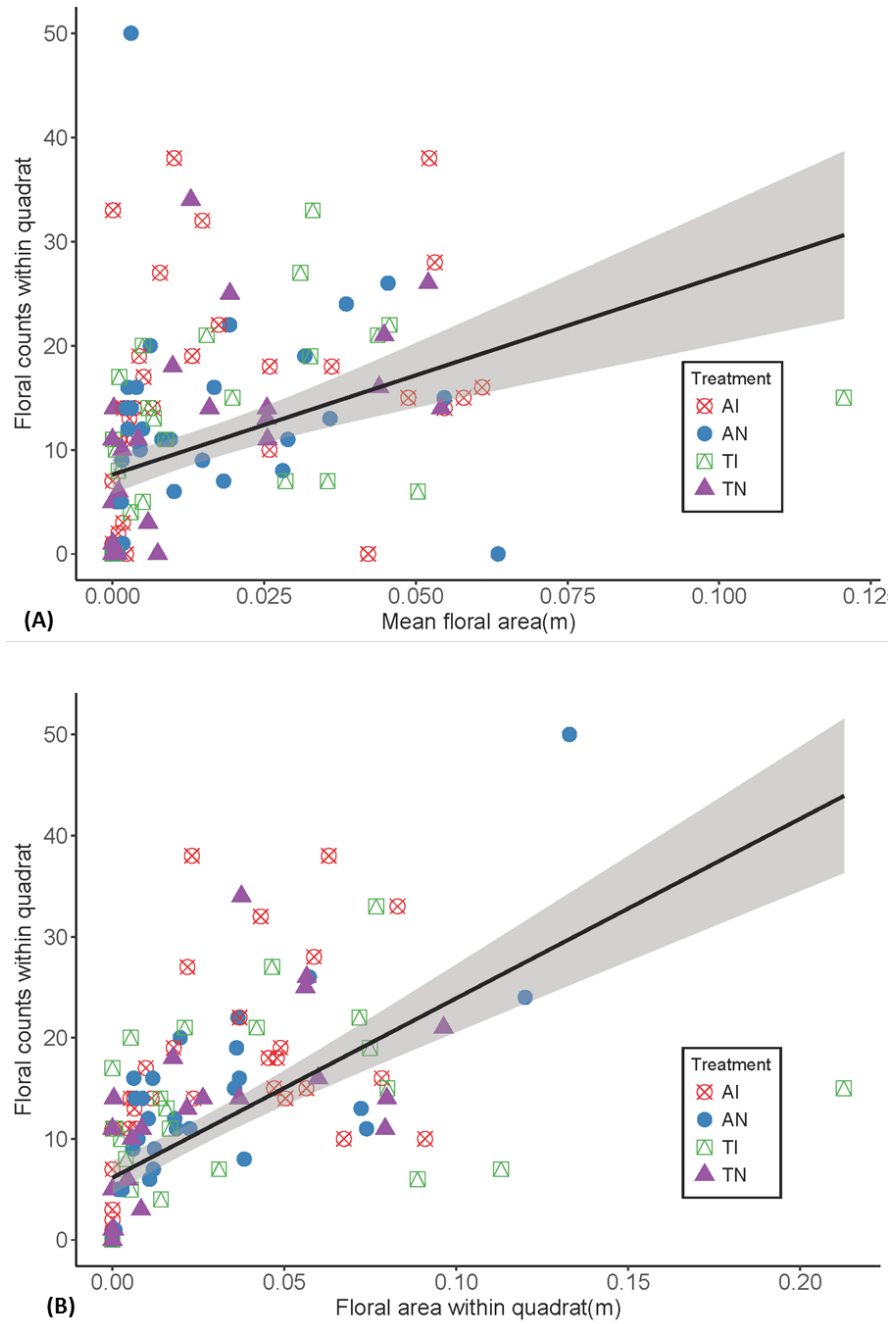 Floral counts within quadrat
50
40
30
20
10
0
Treatment
AI
AN
TI
TN
0.000
0.025
0.050
0.075
0.100
0.12
(A)
Mean floral area(m)
Floral counts within quadrat
50
40
30
20
10
0
Treatment
AI
AN
TI
TN
0.00
0.05
0.10
0.15
0.20
(B)
Floral area within quadrat(m)